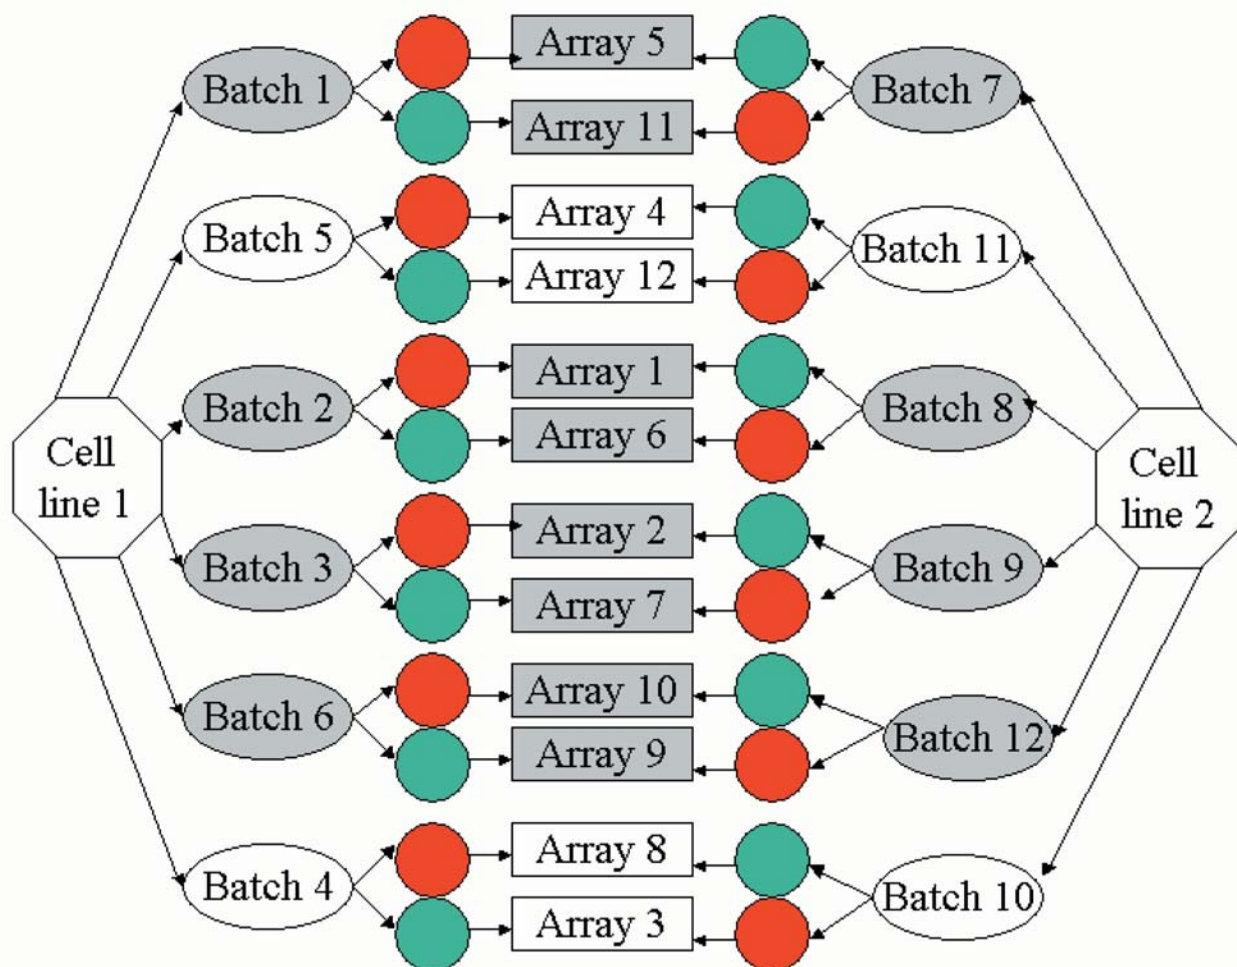 Array 5
Batch 1
Batch 7
Array 11
Array 4
Batch 5
Batch 11
Array 12
Array 1
Batch 2
Batch 8
Array 6
Cell
line 1
Cell
line 2
Array 2
Batch 3
Batch 9
Array 7
Array 10
Batch 6
Batch 12
Array 9
Array 8
Batch 4
Batch 10
Array 3